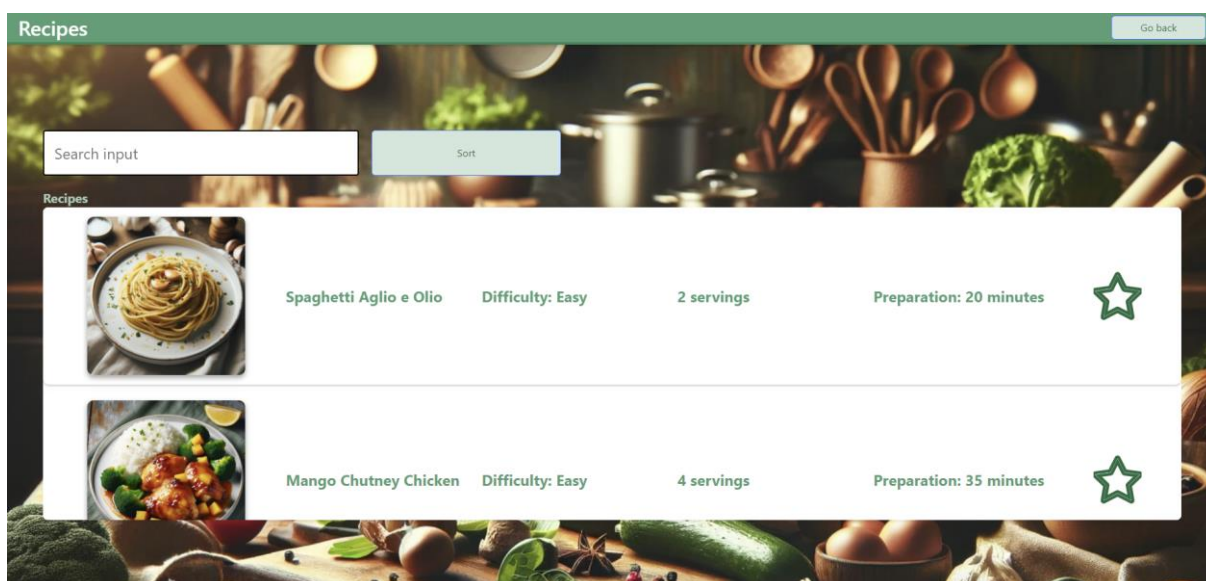 Recipes
Go back
Search input
Sort
Recipes
Spaghetti Aglio e Olio Difficulty: Easy 2 servings Preparation: 20 minutes
Mango Chutney Chicken Difficulty: Easy 4 servings Preparation: 35 minutes